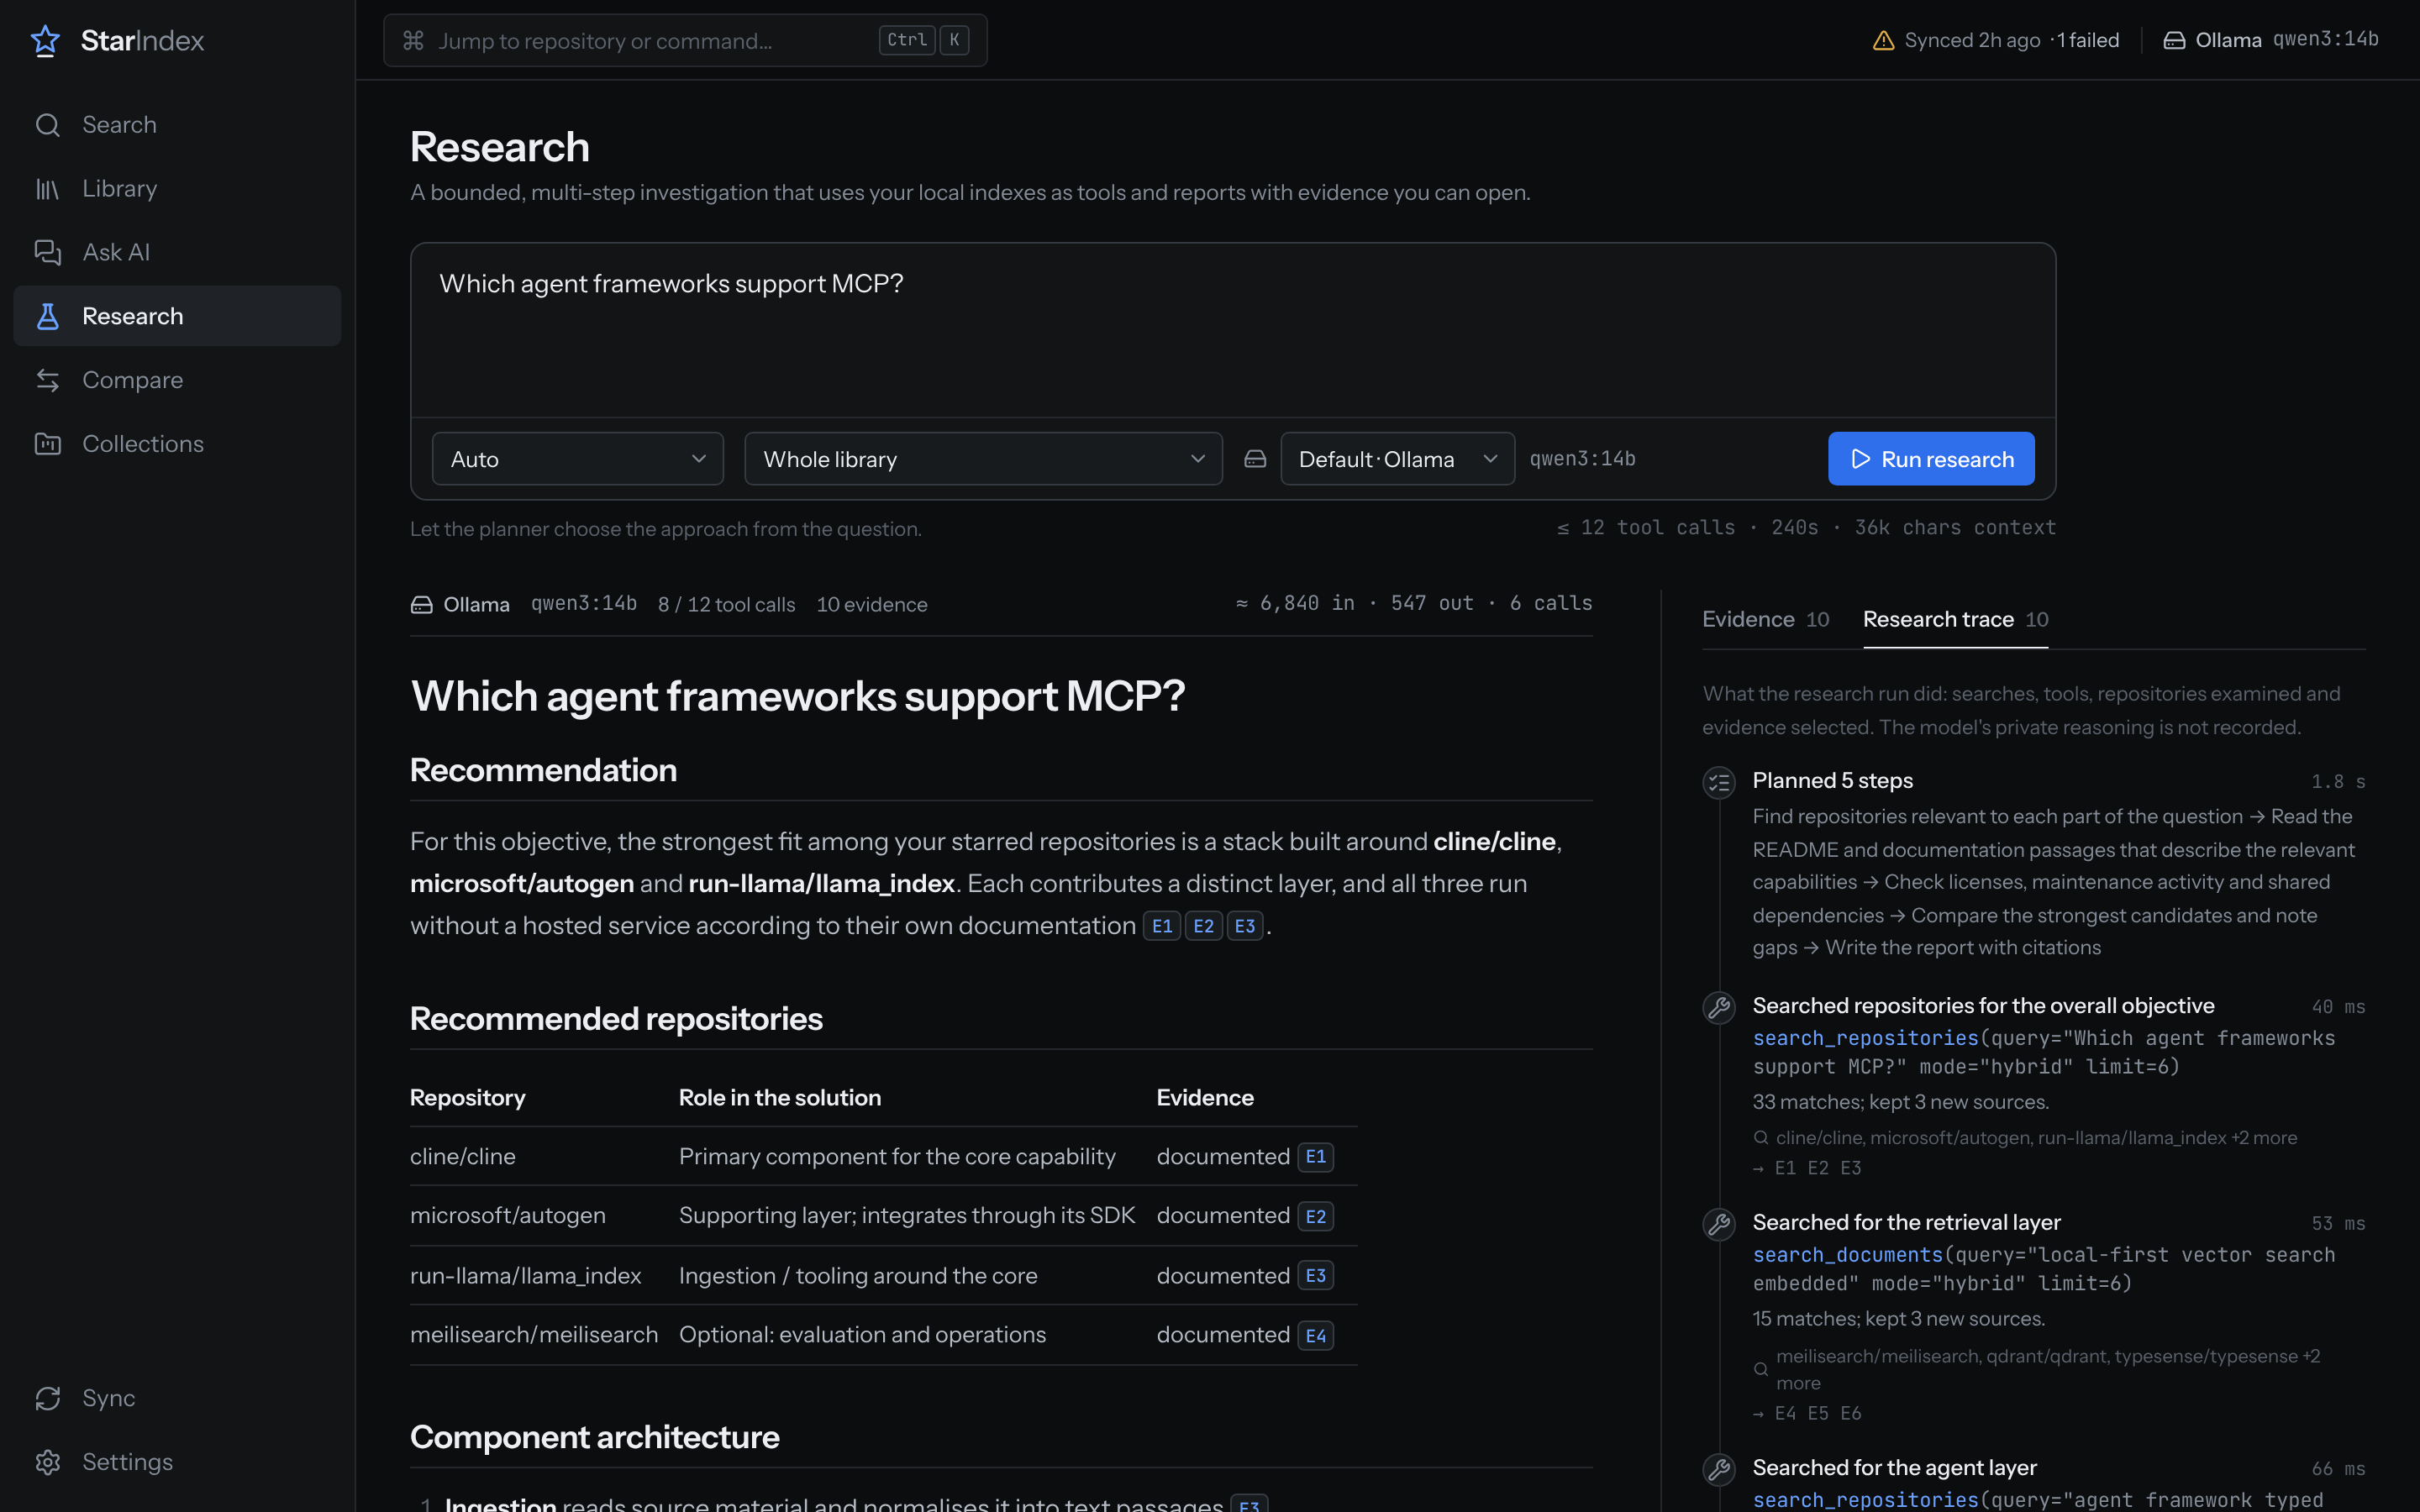 StarIndex
Search
Library
Ask AI
Research
Compare
Collections
Sync
Settings
⌘ Jump to repository or command... Ctrl K
Synced 2h ago · 1 failed
Ollama qwen3:14b
Research
A bounded, multi-step investigation that uses your local indexes as tools and reports with evidence you can open.
Which agent frameworks support MCP?
Auto
Whole library
Default · Ollama
qwen3:14b
Run research
Let the planner choose the approach from the question.
≤ 12 tool calls · 240s · 36k chars context
Ollama qwen3:14b 8 / 12 tool calls 10 evidence
≈ 6,840 in · 547 out · 6 calls
Which agent frameworks support MCP?
Recommendation
For this objective, the strongest fit among your starred repositories is a stack built around cline/cline,
microsoft/autogen and run-llama/llama_index. Each contributes a distinct layer, and all three run
without a hosted service according to their own documentation E1 E2 E3.
Recommended repositories
Repository Role in the solution Evidence
cline/cline Primary component for the core capability documented E1
microsoft/autogen Supporting layer; integrates through its SDK documented E2
run-llama/llama_index Ingestion / tooling around the core documented E3
meilisearch/meilisearch Optional: evaluation and operations documented E4
Component architecture
1. Ingestion reads source material and normalises it into text passages E3
Evidence 10
Research trace 10
What the research run did: searches, tools, repositories examined and
evidence selected. The model's private reasoning is not recorded.
Planned 5 steps 1.8 s
Find repositories relevant to each part of the question → Read the
README and documentation passages that describe the relevant
capabilities → Check licenses, maintenance activity and shared
dependencies → Compare the strongest candidates and note
gaps → Write the report with citations
Searched repositories for the overall objective 40 ms
search_repositories(query="Which agent frameworks
support MCP?" mode="hybrid" limit=6)
33 matches; kept 3 new sources.
cline/cline, microsoft/autogen, run-llama/llama_index +2 more
→ E1 E2 E3
Searched for the retrieval layer 53 ms
search_documents(query="local-first vector search
embedded" mode="hybrid" limit=6)
15 matches; kept 3 new sources.
meilisearch/meilisearch, qdrant/qdrant, typesense/typesense +2
more
→ E4 E5 E6
Searched for the agent layer 66 ms
search_repositories(query="agent framework typed